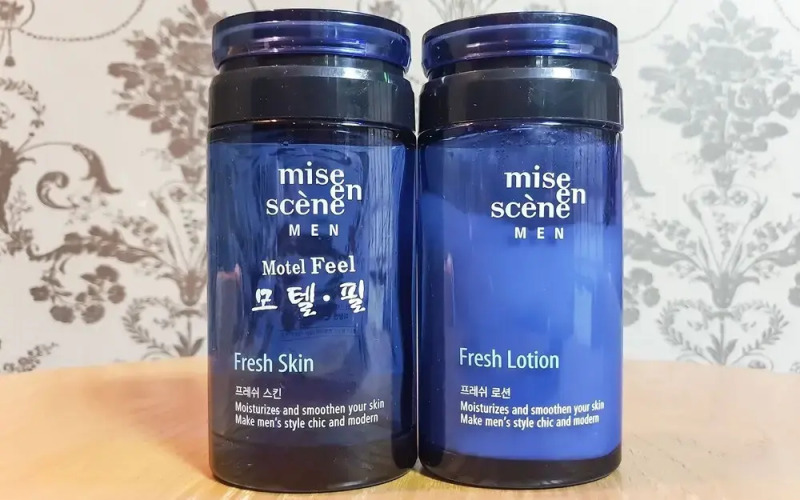 mise
en
scène
MEN
Motel Feel
모텔·필
Fresh Skin
프레쉬 스킨
Moisturizes and smoothen your skin
Make men's style chic and modern
mise
en
scène
MEN
Fresh Lotion
프레쉬 로션
Moisturizes and smoothen your skin
Make men's style chic and modern